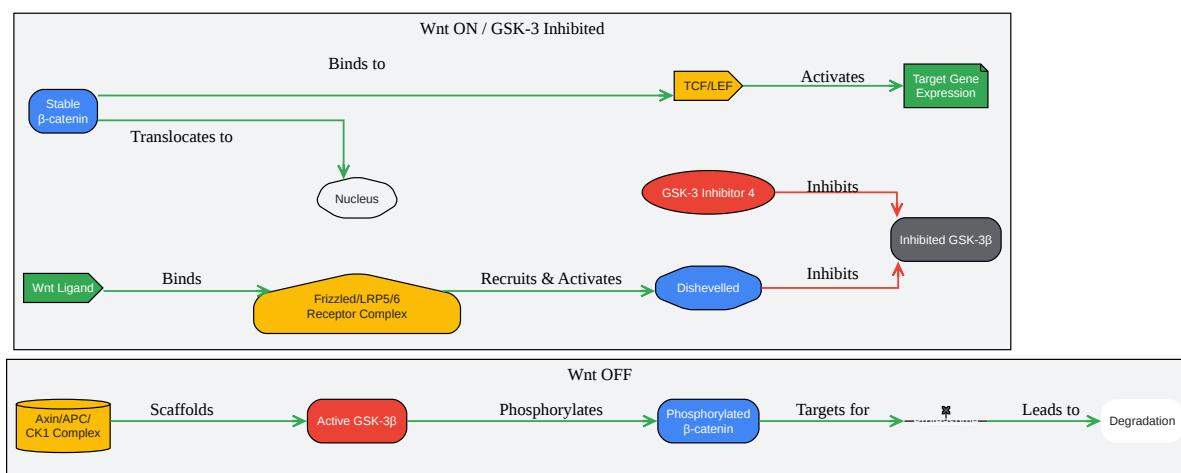 Wnt ON / GSK-3 Inhibited
Binds to
Activates
Stable
β-catenin
TCF/LEF
Target Gene
Expression
Translocates to
Nucleus
GSK-3 Inhibitor 4
Inhibits
Inhibited GSK-3β
Wnt Ligand
Binds
Frizzled/LRP5/6
Receptor Complex
Recruits & Activates
Dishevelled
Inhibits
Wnt OFF
Axin/APC/
CK1 Complex
Scaffolds
Active GSK-3β
Phosphorylates
Phosphorylated
β-catenin
Targets for
Leads to
Degradation